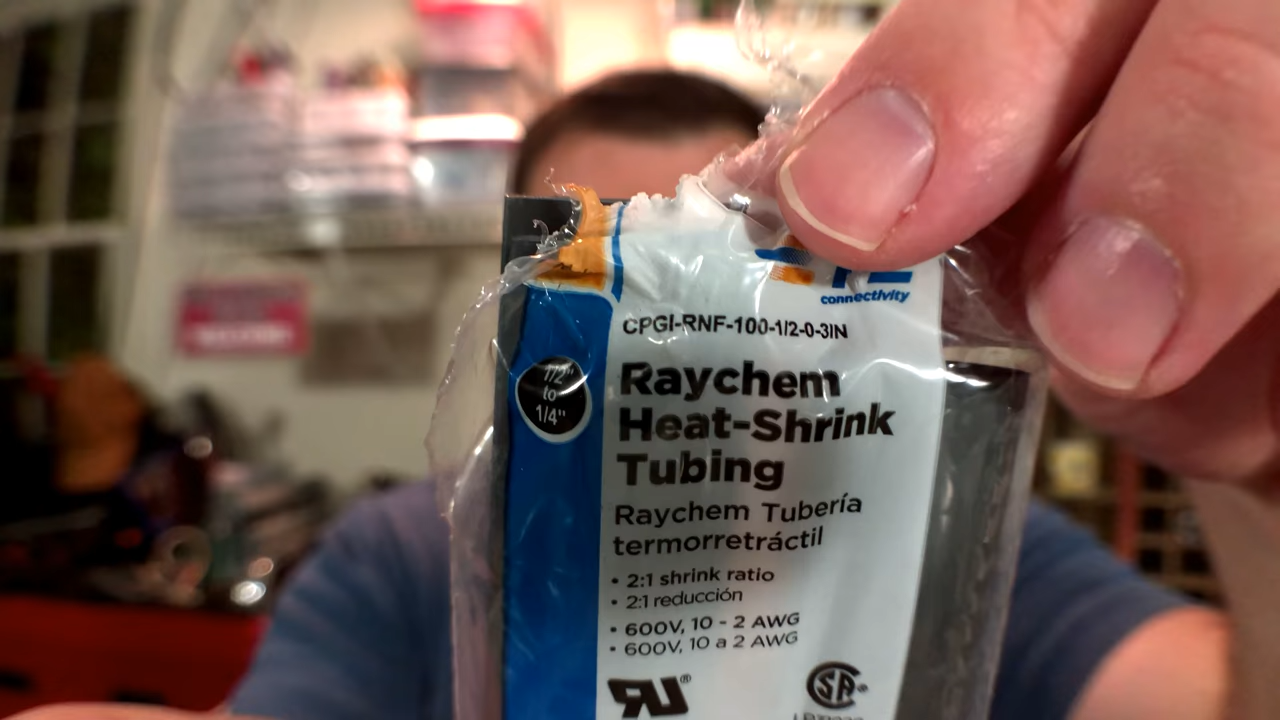 connectivity
CPGI-RNF-100-1/2-0-3IN
1/2"
to
1/4"
Raychem
Heat-Shrink
Tubing
Raychem Tubería
termorretráctil
• 2:1 shrink ratio
• 2:1 reducción
• 600V, 10 - 2 AWG
• 600V, 10 a 2 AWG